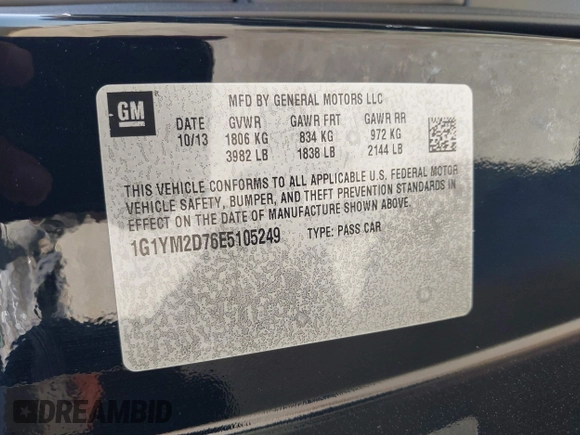 GM
MFD BY GENERAL MOTORS LLC
DATE GVWR GAWR FRT GAWR RR
10/13 1806 KG 834 KG 972 KG
3982 LB 1838 LB 2144 LB
THIS VEHICLE CONFORMS TO ALL APPLICABLE U.S. FEDERAL MOTOR
VEHICLE SAFETY, BUMPER, AND THEFT PREVENTION STANDARDS IN
EFFECT ON THE DATE OF MANUFACTURE SHOWN ABOVE.
1G1YM2D76E5105249 TYPE: PASS CAR
DREAMBID